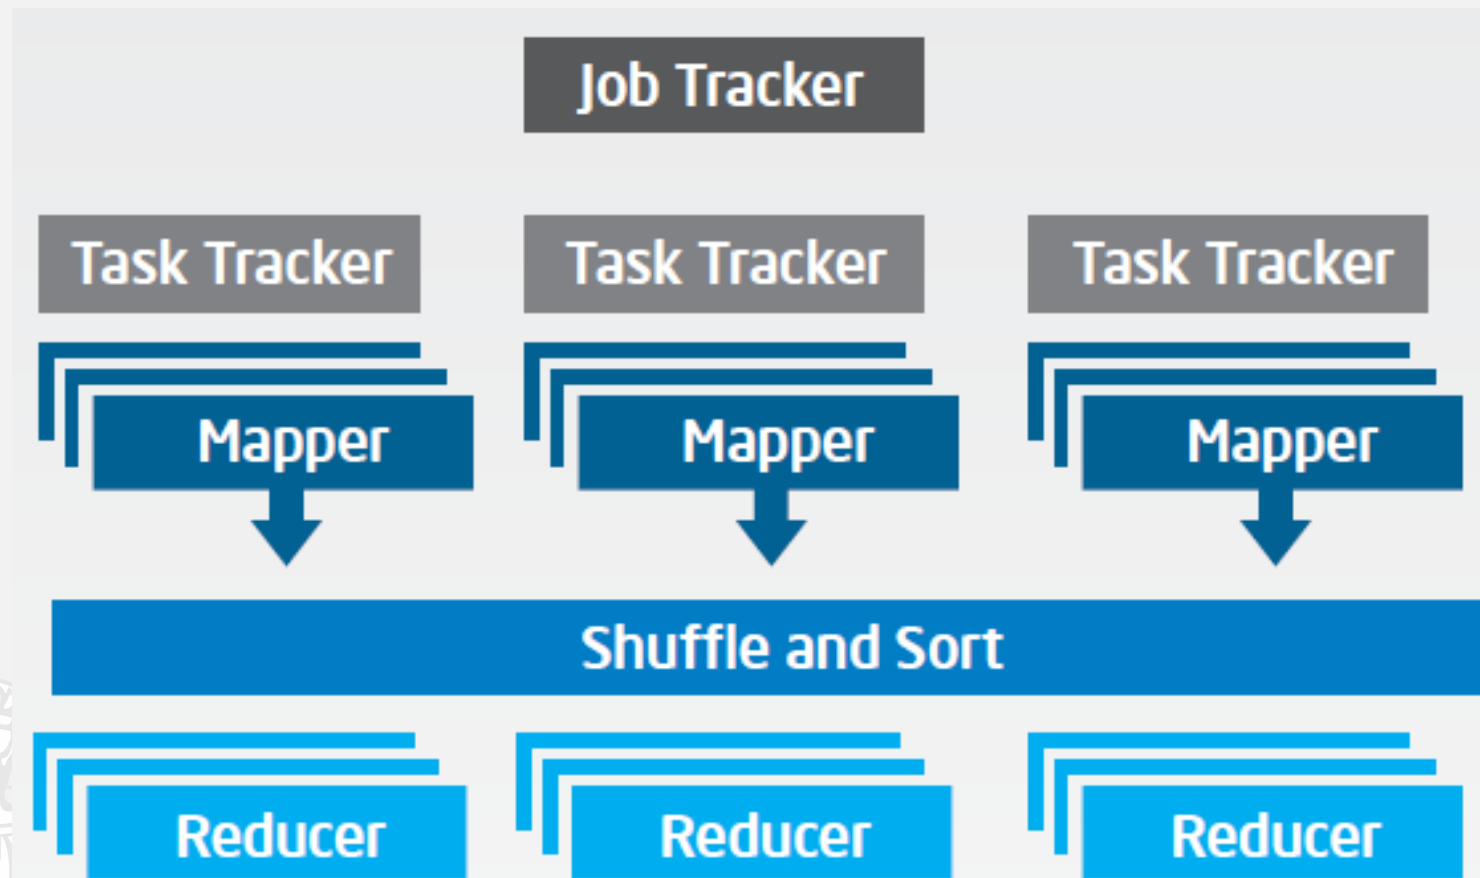 Job Tracker
Task Tracker Task Tracker Task Tracker
Mapper Mapper Mapper
Shuffle and Sort
Reducer Reducer Reducer